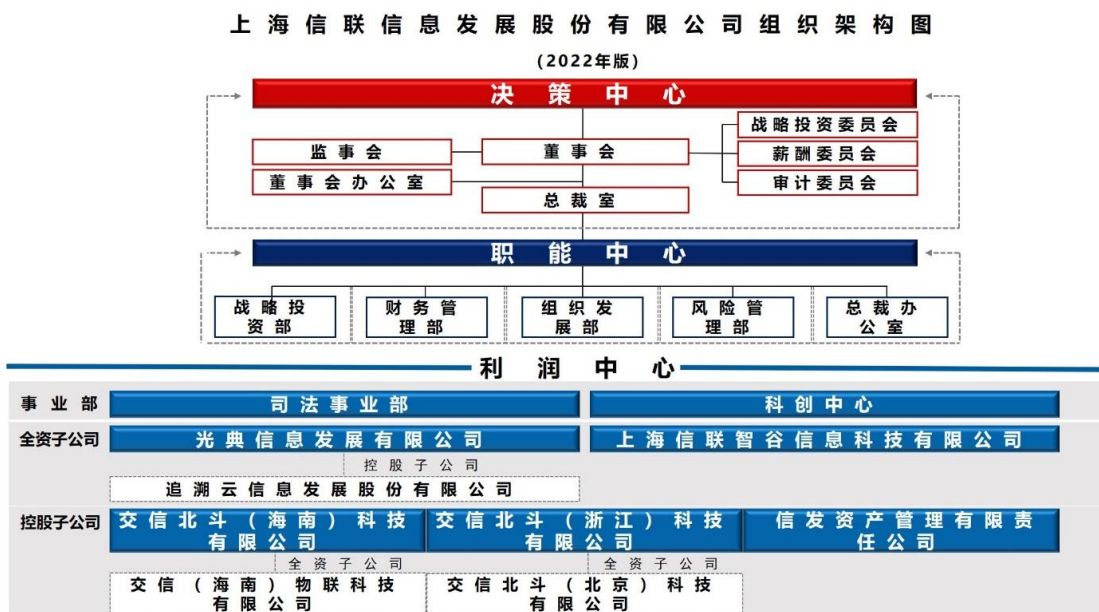 上海信联信息发展股份有限公司组织架构图
(2022年版)
决策中心
战略投资委员会
监事会
董事会
薪酬委员会
董事会办公室
审计委员会
总裁室
职能中心
战略投
资部
财务管
理部
组织发
展部
风险管
理部
总裁办
公室
利润中心
事业部
司法事业部
科创中心
全资子公司
光典信息发展有限公司
上海信联智谷信息科技有限公司
控股子公司
追溯云信息发展股份有限公司
控股子公司
交信北斗（海南）科技
有限公司
交信北斗（浙江）科技
有限公司
信发资产管理有限责
任公司
全资子公司
全资子公司
交信（海南）物联科技
有限公司
交信北斗（北京）科技
有限公司